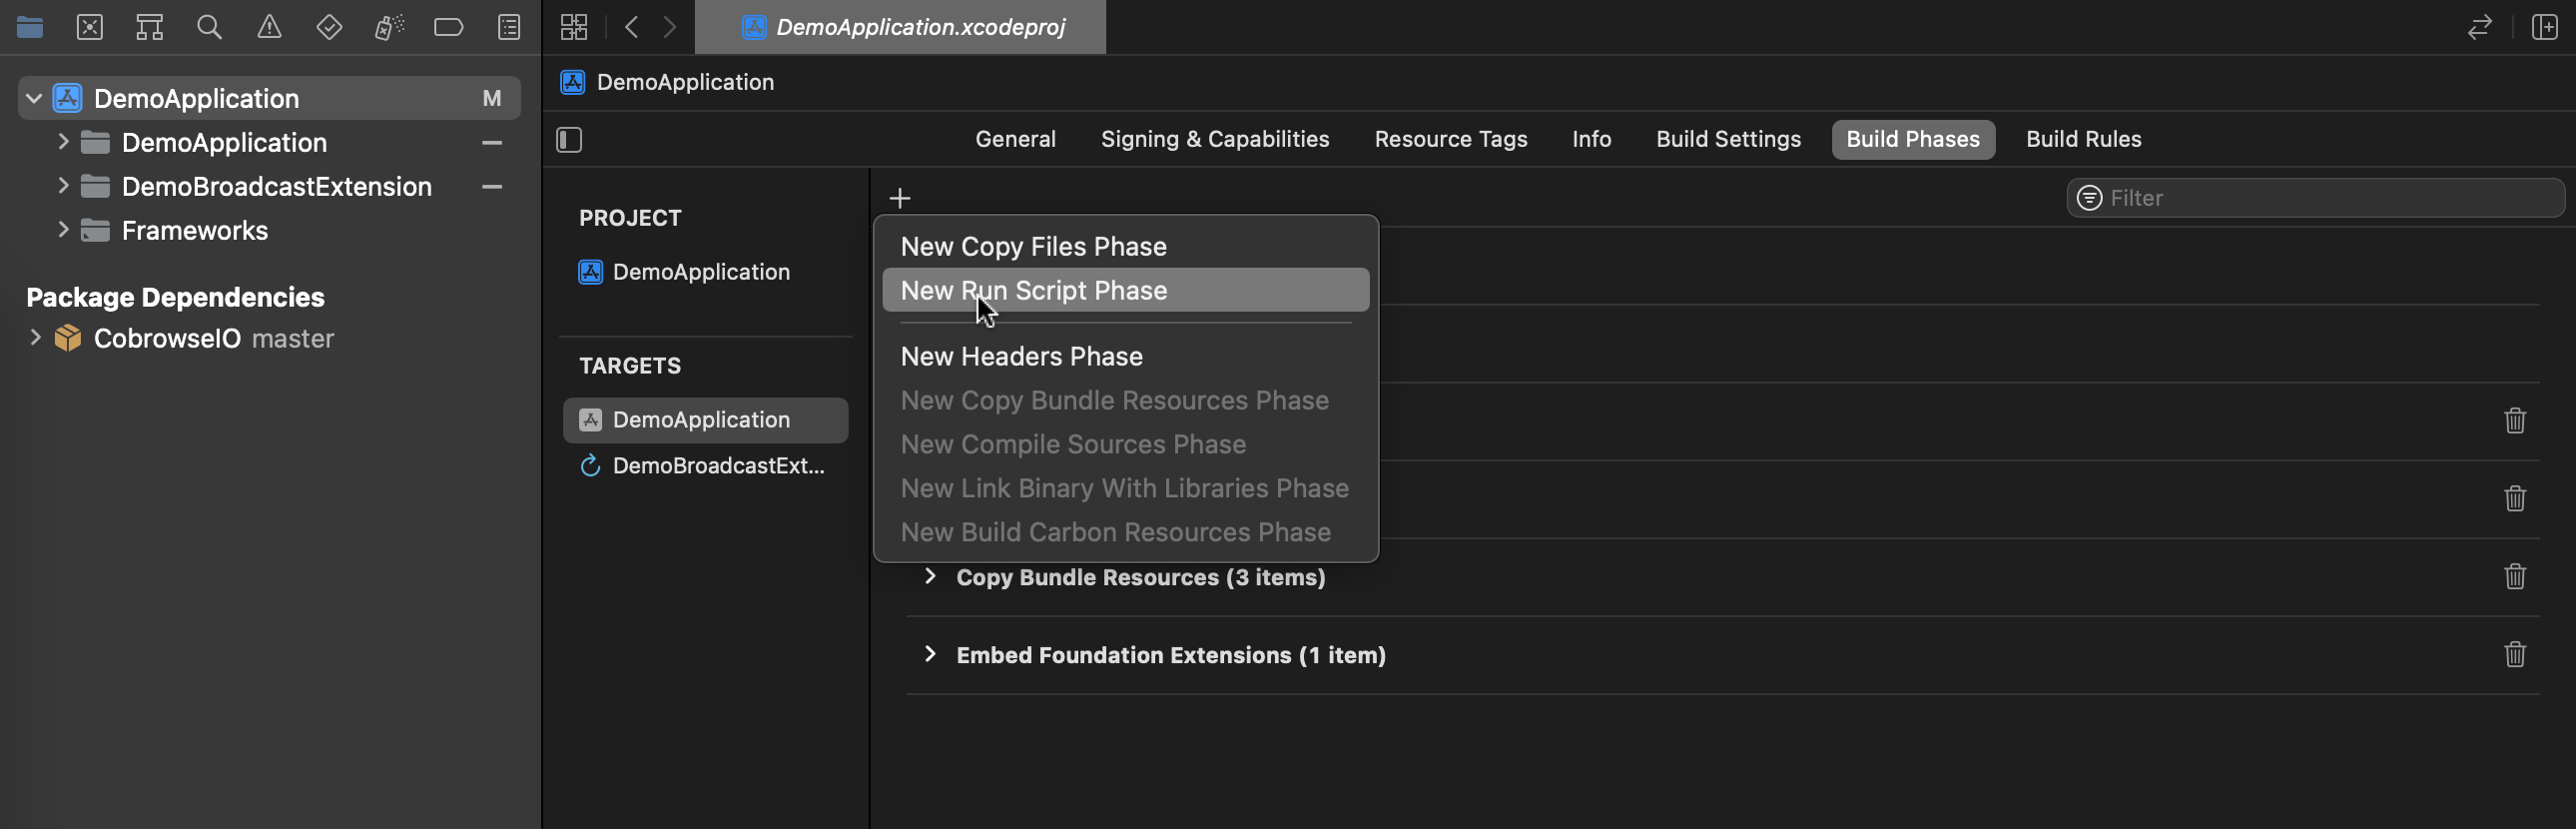 DemoApplication M
DemoApplication
DemoBroadcastExtension
Frameworks
Package Dependencies
CobrowseIO master
DemoApplication.xcodeproj
DemoApplication
General Signing & Capabilities Resource Tags Info Build Settings Build Phases Build Rules
PROJECT
DemoApplication
TARGETS
DemoApplication
DemoBroadcastExt...
Filter
New Copy Files Phase
New Run Script Phase
New Headers Phase
New Copy Bundle Resources Phase
New Compile Sources Phase
New Link Binary With Libraries Phase
New Build Carbon Resources Phase
Copy Bundle Resources (3 items)
Embed Foundation Extensions (1 item)